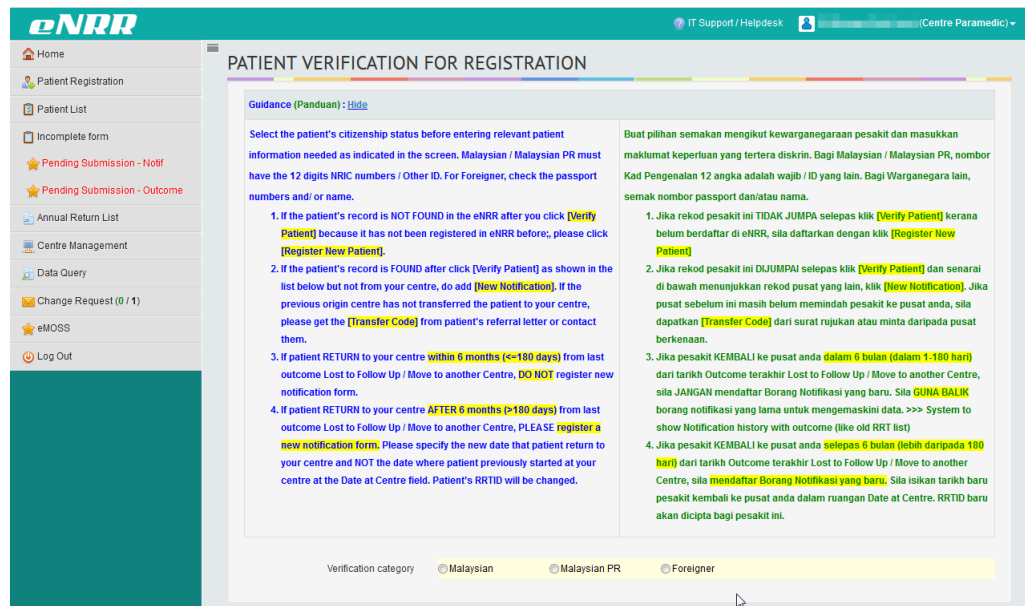 eNRR
IT Support / Helpdesk
(Centre Paramedic)
Home
Patient Registration
Patient List
Incomplete form
Pending Submission - Notif
Pending Submission - Outcome
Annual Return List
Centre Management
Data Query
Change Request (0 / 1)
eMOSS
Log Out
PATIENT VERIFICATION FOR REGISTRATION
Guidance (Panduan) : Hide
Select the patient's citizenship status before entering relevant patient
information needed as indicated in the screen. Malaysian / Malaysian PR must
have the 12 digits NRIC numbers / Other ID. For Foreigner, check the passport
numbers and/ or name.
1. If the patient's record is NOT FOUND in the eNRR after you click [Verify
Patient] because it has not been registered in eNRR before;, please click
[Register New Patient].
2. If the patient's record is FOUND after click [Verify Patient] as shown in the
list below but not from your centre, do add [New Notification]. If the
previous origin centre has not transferred the patient to your centre,
please get the [Transfer Code] from patient's referral letter or contact
them.
3. If patient RETURN to your centre within 6 months (<=180 days) from last
outcome Lost to Follow Up / Move to another Centre, DO NOT register new
notification form.
4. If patient RETURN to your centre AFTER 6 months (>180 days) from last
outcome Lost to Follow Up / Move to another Centre, PLEASE register a
new notification form. Please specify the new date that patient return to
your centre and NOT the date where patient previously started at your
centre at the Date at Centre field. Patient's RRTID will be changed.
Buat pilihan semakan mengikut kewarganegaraan pesakit dan masukkan
maklumat keperluan yang tertera diskrin. Bagi Malaysian / Malaysian PR, nombor
Kad Pengenalan 12 angka adalah wajib / ID yang lain. Bagi Warganegara lain,
semak nombor passport dan/atau nama.
1. Jika rekod pesakit ini TIDAK JUMPA selepas klik [Verify Patient] kerana
belum berdaftar di eNRR, sila daftarkan dengan klik [Register New
Patient]
2. Jika rekod pesakit ini DIJUMPAI selepas klik [Verify Patient] dan senarai
di bawah menunjukkan rekod pusat yang lain, klik [New Notification]. Jika
pusat sebelum ini masih belum memindah pesakit ke pusat anda, sila
dapatkan [Transfer Code] dari surat rujukan atau minta daripada pusat
berkenaan.
3. Jika pesakit KEMBALI ke pusat anda dalam 6 bulan (dalam 1-180 hari)
dari tarikh Outcome terakhir Lost to Follow Up / Move to another Centre,
sila JANGAN mendaftar Borang Notifikasi yang baru. Sila GUNA BALIK
borang notifikasi yang lama untuk mengemaskini data. >>> System to
show Notification history with outcome (like old RRT list)
4. Jika pesakit KEMBALI ke pusat anda selepas 6 bulan (lebih daripada 180
hari) dari tarikh Outcome terakhir Lost to Follow Up / Move to another
Centre, sila mendaftar Borang Notifikasi yang baru. Sila isikan tarikh baru
pesakit kembali ke pusat anda dalam ruangan Date at Centre. RRTID baru
akan dicipta bagi pesakit ini.
Verification category Malaysian Malaysian PR Foreigner